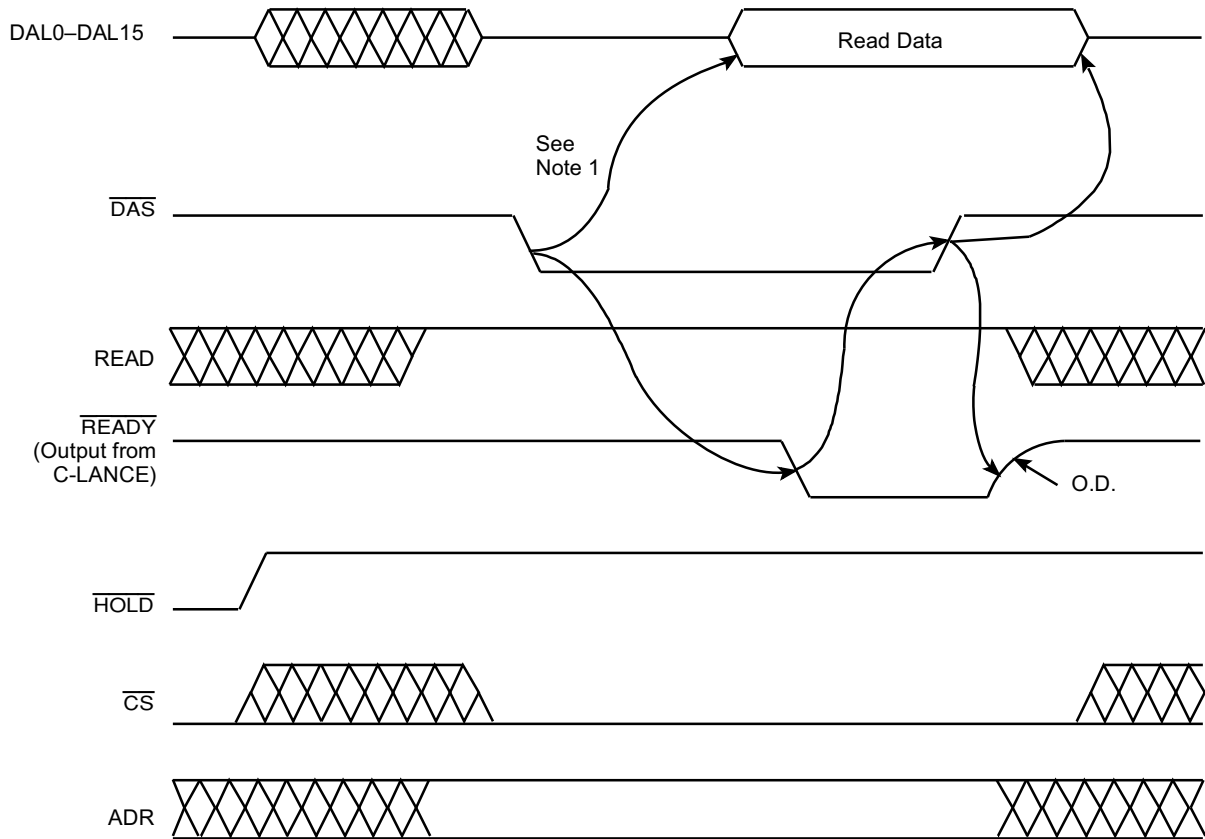 DAL0–DAL15
Read Data
See
Note 1
DAS
READ
READY
(Output from
C-LANCE)
O.D.
HOLD
CS
ADR